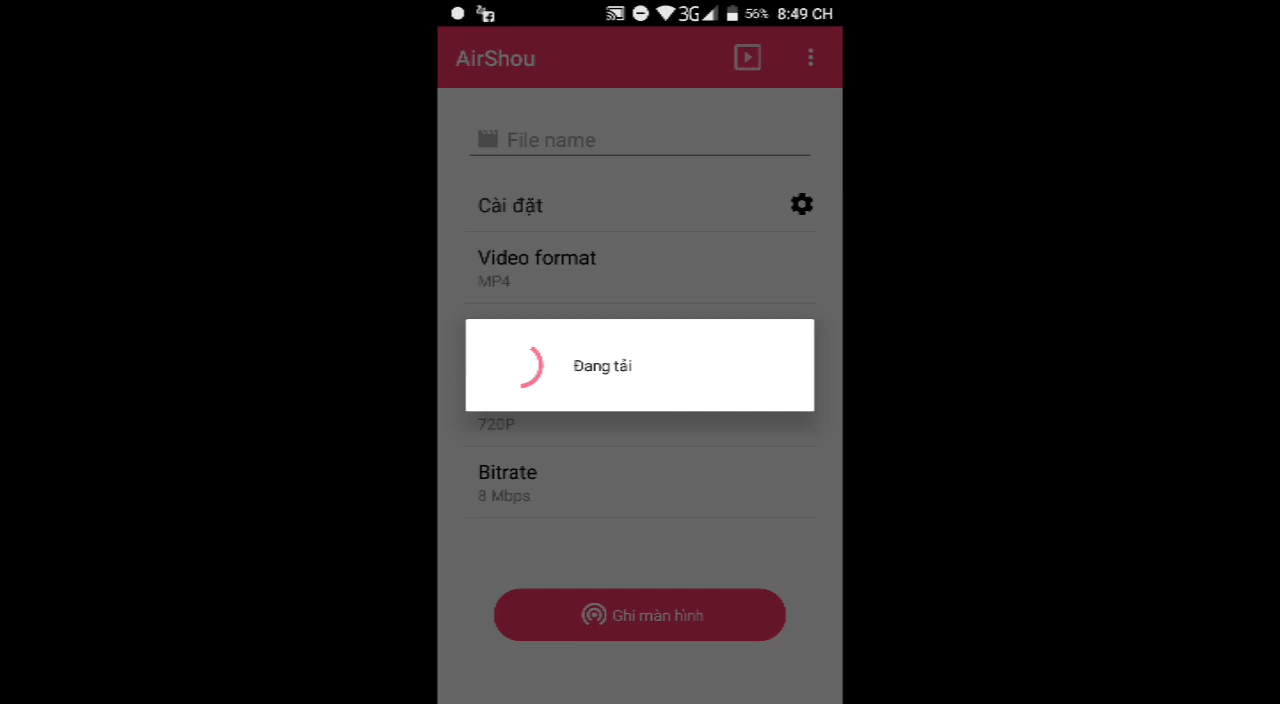 3G 56% 8:49 CH
AirShou
File name
Cài đặt
Video format
MP4
Đang tải
720P
Bitrate
8 Mbps
Ghi màn hình